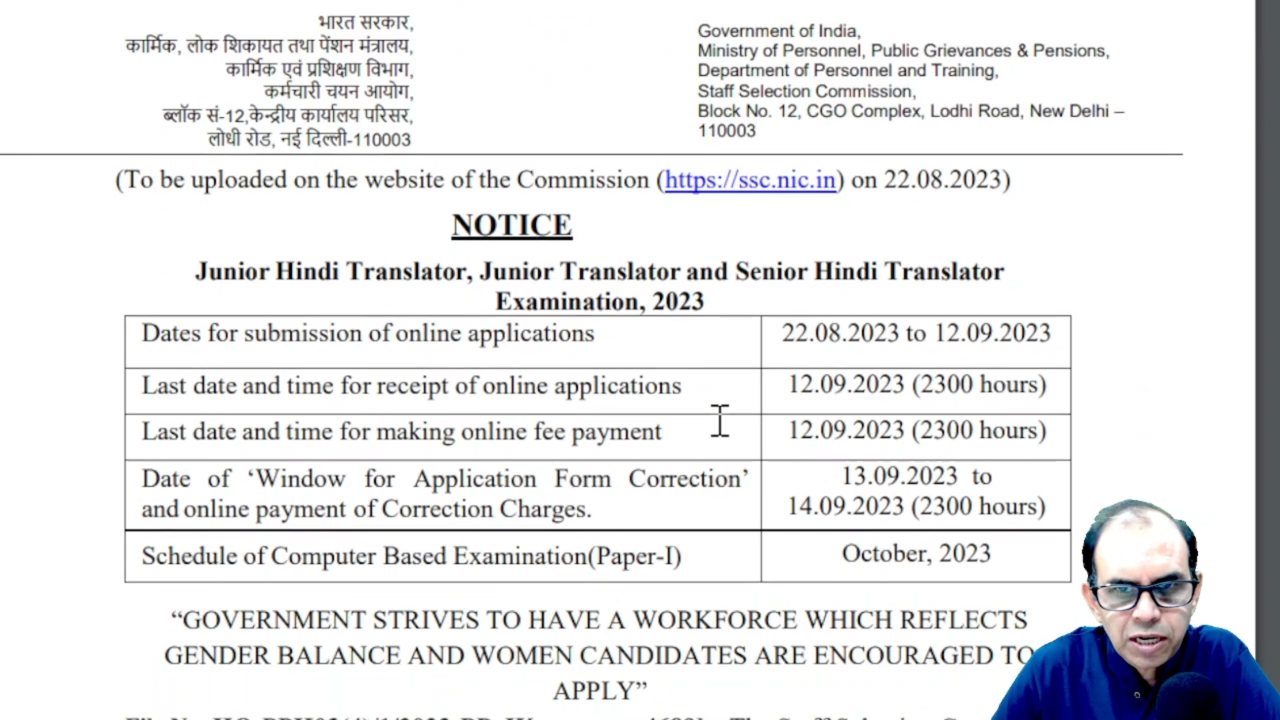 भारत सरकार,
कार्मिक, लोक शिकायत तथा पेंशन मंत्रालय,
कार्मिक एवं प्रशिक्षण विभाग,
कर्मचारी चयन आयोग,
ब्लॉक सं-12,केन्द्रीय कार्यालय परिसर,
लोधी रोड, नई दिल्ली-110003
Government of India,
Ministry of Personnel, Public Grievances & Pensions,
Department of Personnel and Training,
Staff Selection Commission,
Block No. 12, CGO Complex, Lodhi Road, New Delhi –
110003
(To be uploaded on the website of the Commission (https://ssc.nic.in) on 22.08.2023)
NOTICE
Junior Hindi Translator, Junior Translator and Senior Hindi Translator
Examination, 2023
Dates for submission of online applications 22.08.2023 to 12.09.2023
Last date and time for receipt of online applications 12.09.2023 (2300 hours)
Last date and time for making online fee payment 12.09.2023 (2300 hours)
Date of ‘Window for Application Form Correction’ 13.09.2023 to
and online payment of Correction Charges. 14.09.2023 (2300 hours)
Schedule of Computer Based Examination(Paper-I) October, 2023
“GOVERNMENT STRIVES TO HAVE A WORKFORCE WHICH REFLECTS
GENDER BALANCE AND WOMEN CANDIDATES ARE ENCOURAGED TO
APPLY”